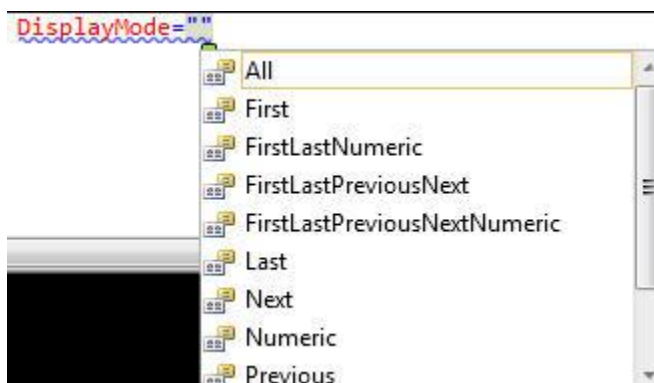 DisplayMode=""
All
First
FirstLastNumeric
FirstLastPreviousNext
FirstLastPreviousNextNumeric
Last
Next
Numeric
Previous